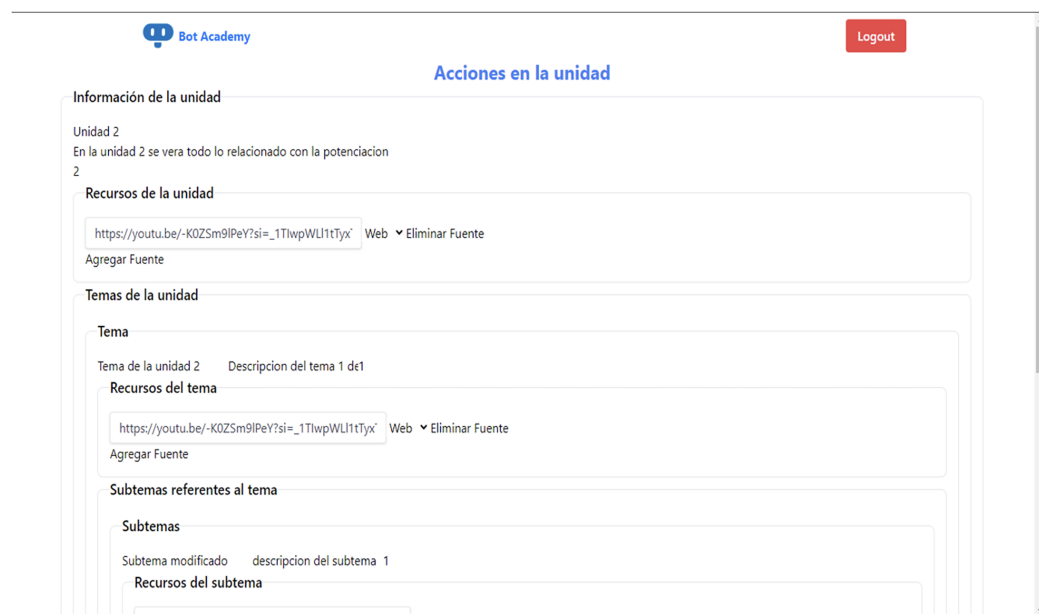 Bot Academy
Logout
Acciones en la unidad
Información de la unidad
Unidad 2
En la unidad 2 se vera todo lo relacionado con la potenciacion
2
Recursos de la unidad
https://youtu.be/-K0ZSm9lPeY?si=_1TIwpWLl1tTyx Web Eliminar Fuente
Agregar Fuente
Temas de la unidad
Tema
Tema de la unidad 2 Descripcion del tema 1 de 1
Recursos del tema
https://youtu.be/-K0ZSm9lPeY?si=_1TIwpWLl1tTyx Web Eliminar Fuente
Agregar Fuente
Subtemas referentes al tema
Subtemas
Subtema modificado descripcion del subtema 1
Recursos del subtema